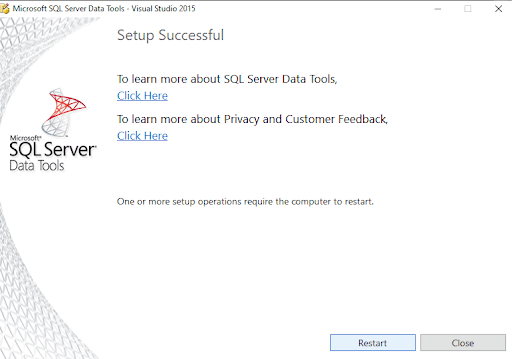 Microsoft SQL Server Data Tools - Visual Studio 2015
Setup Successful
To learn more about SQL Server Data Tools,
Click Here
To learn more about Privacy and Customer Feedback,
Click Here
Microsoft®
SQL Server®
Data Tools
One or more setup operations require the computer to restart.
Restart
Close